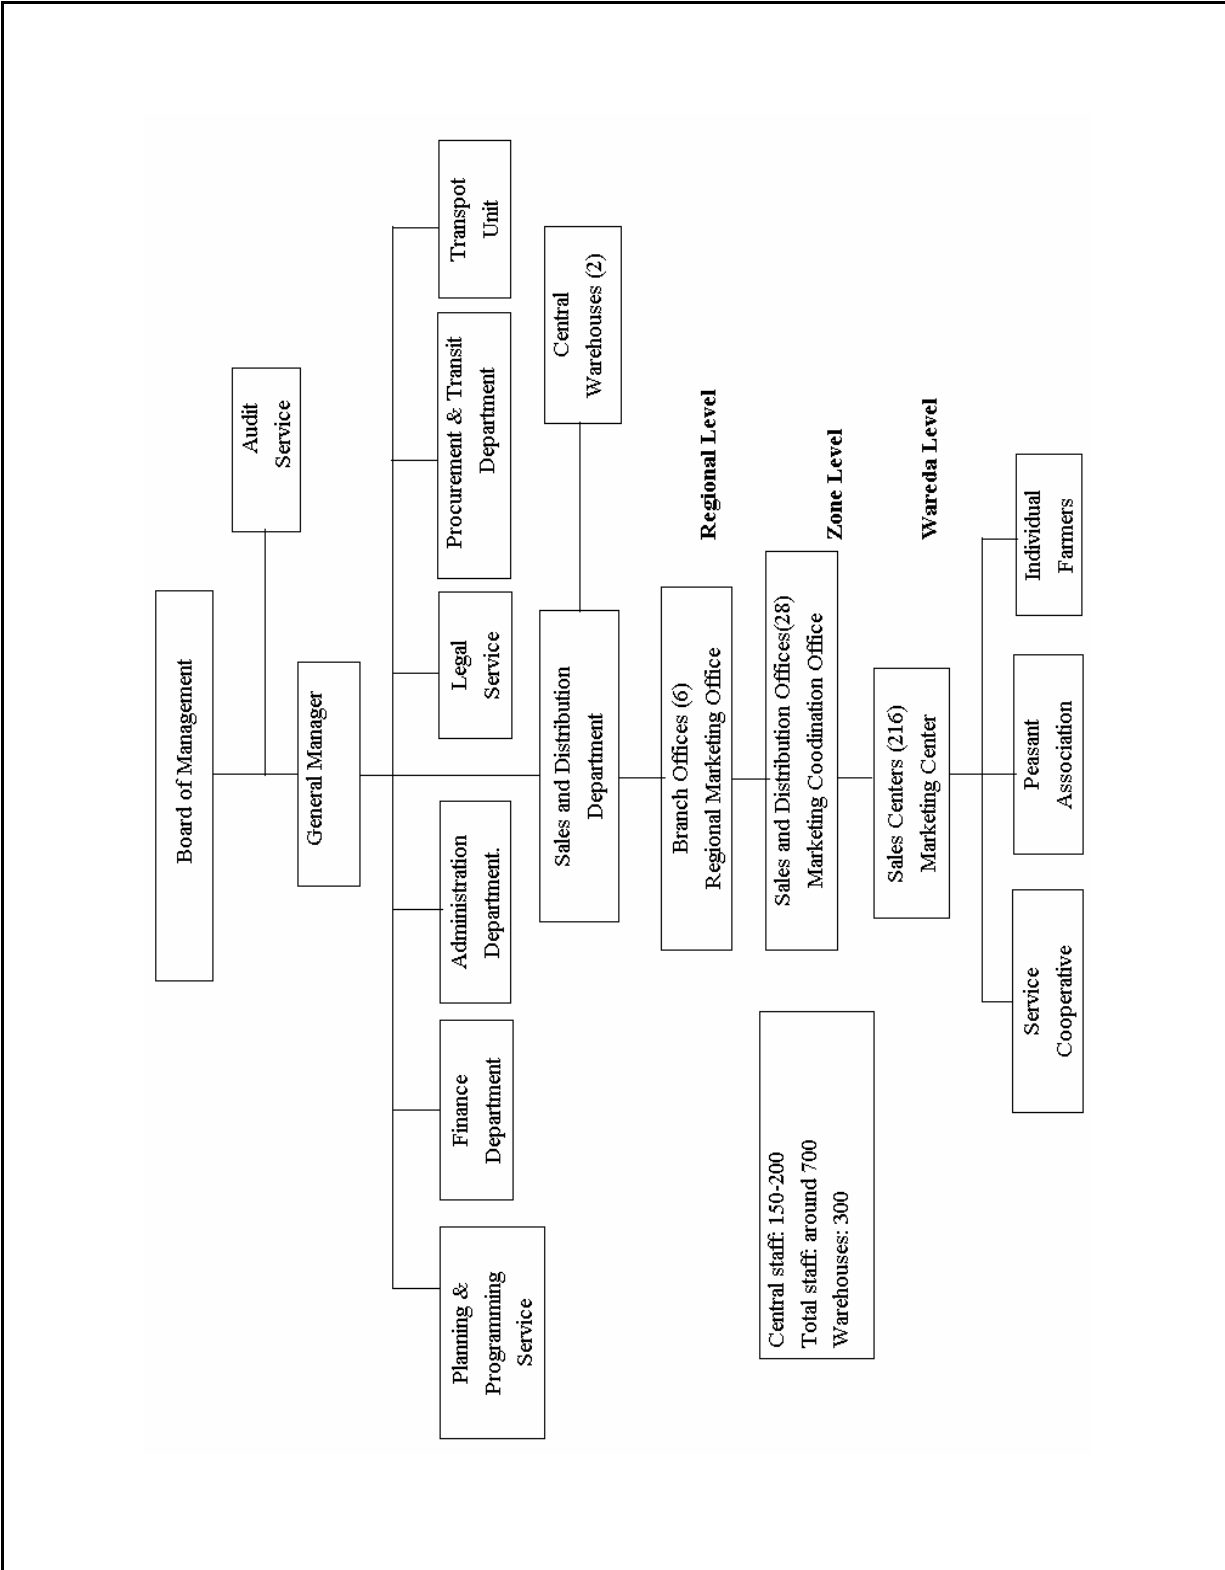 Board of Management
Audit
Service
General Manager
Planning &
Programming
Service
Finance
Department
Administration
Department.
Legal
Service
Procurement & Transit
Department
Transpot
Unit
Sales and Distribution
Department
Central
Warehouses (2)
Branch Offices (6)
Regional Marketing Office
Regional Level
Sales and Distribution Offices(28)
Marketing Coodination Office
Zone Level
Central staff: 150-200
Total staff: around 700
Warehouses: 300
Sales Centers (216)
Marketing Center
Wareda Level
Service
Cooperative
Peasant
Association
Individual
Farmers